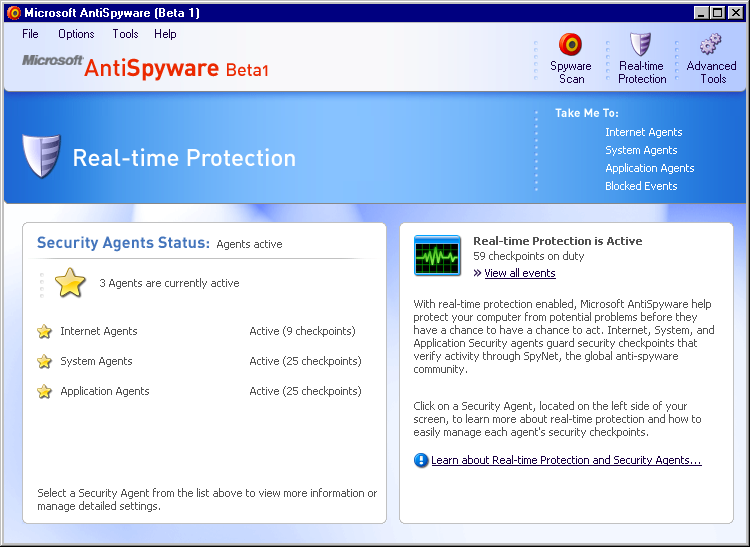 Microsoft AntiSpyware (Beta 1)
File Options Tools Help
Microsoft AntiSpyware Beta1
Spyware Scan
Real-time Protection
Advanced Tools
Real-time Protection
Take Me To:
Internet Agents
System Agents
Application Agents
Blocked Events
Security Agents Status: Agents active
3 Agents are currently active
Internet Agents Active (9 checkpoints)
System Agents Active (25 checkpoints)
Application Agents Active (25 checkpoints)
Select a Security Agent from the list above to view more information or
manage detailed settings.
Real-time Protection is Active
59 checkpoints on duty
» View all events
With real-time protection enabled, Microsoft AntiSpyware help
protect your computer from potential problems before they
have a chance to have a chance to act. Internet, System, and
Application Security agents guard security checkpoints that
verify activity through SpyNet, the global anti-spyware
community.
Click on a Security Agent, located on the left side of your
screen, to learn more about real-time protection and how to
easily manage each agent's security checkpoints.
Learn about Real-time Protection and Security Agents...